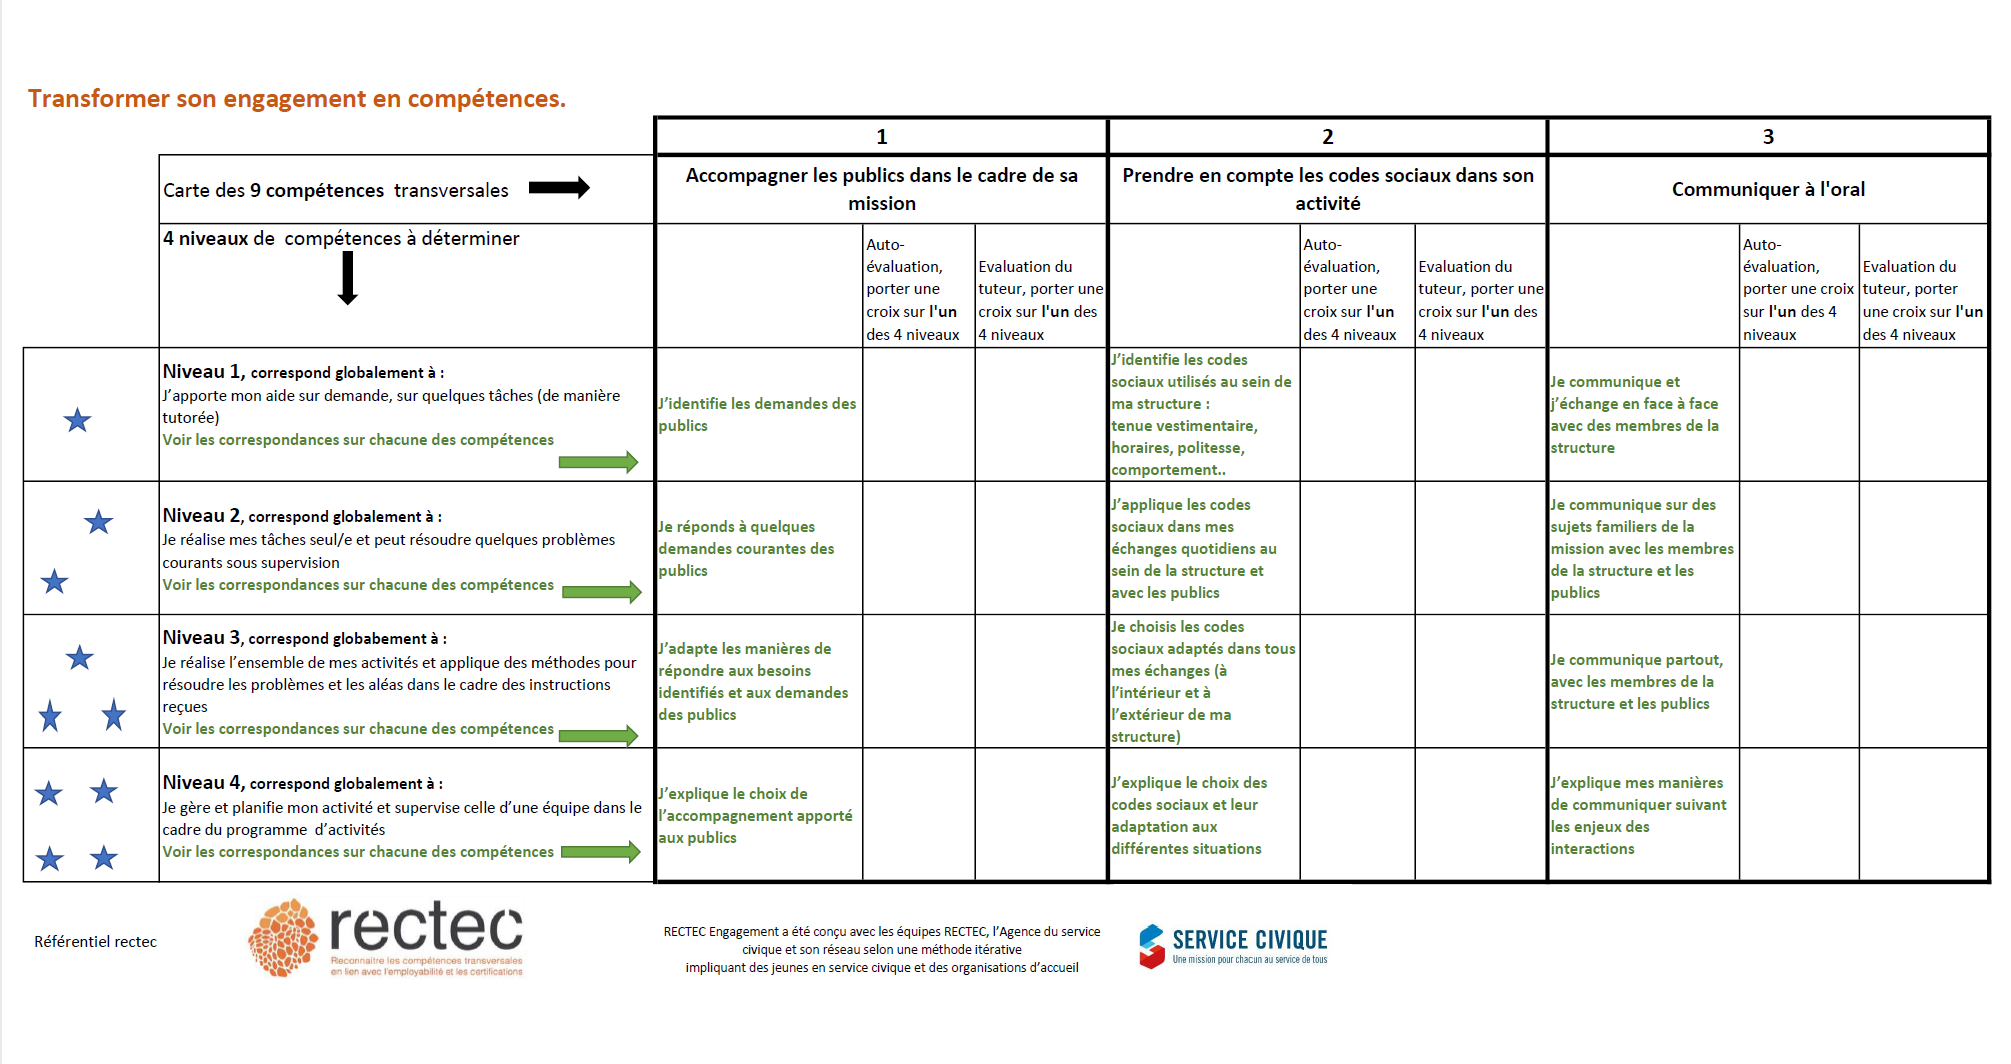 Transformer son engagement en compétences.
1
2
3
Carte des 9 compétences transversales
Accompagner les publics dans le cadre de sa
mission
Prendre en compte les codes sociaux dans son
activité
Communiquer à l'oral
4 niveaux de compétences à déterminer
Auto-
évaluation,
porter une
croix sur l'un
des 4 niveaux
Evaluation du
tuteur, porter une
croix sur l'un des
4 niveaux
Auto-
évaluation,
porter une
croix sur l'un
des 4 niveaux
Evaluation du
tuteur, porter une
croix sur l'un des
4 niveaux
Auto-
évaluation,
porter une croix
sur l'un des 4
niveaux
Evaluation du
tuteur, porter
une croix sur l'un
des 4 niveaux
Niveau 1, correspond globalement à :
J’apporte mon aide sur demande, sur quelques tâches (de manière
tutorée)
Voir les correspondances sur chacune des compétences
J’identifie les demandes des
publics
J’identifie les codes
sociaux utilisés au sein de
ma structure :
tenue vestimentaire,
horaires, politesse,
comportement..
Je communique et
j’échange en face à face
avec des membres de la
structure
Niveau 2, correspond globalement à :
Je réalise mes tâches seul/e et peut résoudre quelques problèmes
courants sous supervision
Voir les correspondances sur chacune des compétences
Je réponds à quelques
demandes courantes des
publics
J’applique les codes
sociaux dans mes
échanges quotidiens au
sein de la structure et
avec les publics
Je communique sur des
sujets familiers de la
mission avec les membres
de la structure et les
publics
Niveau 3, correspond globabement à :
Je réalise l’ensemble de mes activités et applique des méthodes pour
résoudre les problèmes et les aléas dans le cadre des instructions
reçues
Voir les correspondances sur chacune des compétences
J’adapte les manières de
répondre aux besoins
identifiés et aux demandes
des publics
Je choisis les codes
sociaux adaptés dans tous
mes échanges (à
l’intérieur et à
l’extérieur de ma
structure)
Je communique partout,
avec les membres de la
structure et les publics
Niveau 4, correspond globalement à :
Je gère et planifie mon activité et supervise celle d’une équipe dans le
cadre du programme d’activités
Voir les correspondances sur chacune des compétences
J’explique le choix de
l’accompagnement apporté
aux publics
J’explique le choix des
codes sociaux et leur
adaptation aux
différentes situations
J’explique mes manières
de communiquer suivant
les enjeux des
interactions
Référentiel rectec
rectec
Reconnaitre les compétences transversales
en lien avec l'employabilité et les certifications
RECTEC Engagement a été conçu avec les équipes RECTEC, l’Agence du service
civique et son réseau selon une méthode itérative
impliquant des jeunes en service civique et des organisations d’accueil
SERVICE CIVIQUE
Une mission pour chacun au service de tous